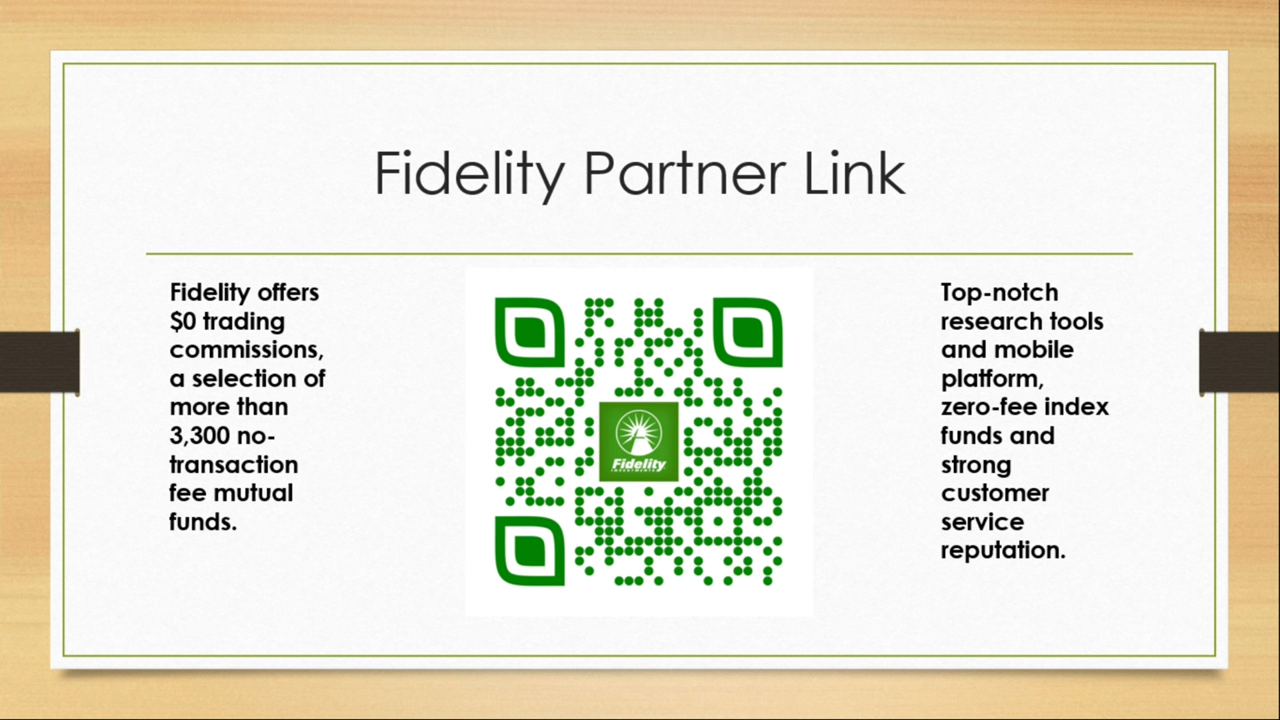 Fidelity Partner Link
Fidelity offers
$0 trading
commissions,
a selection of
more than
3,300 no-
transaction
fee mutual
funds.
Fidelity
INVESTMENTS
Top-notch
research tools
and mobile
platform,
zero-fee index
funds and
strong
customer
service
reputation.